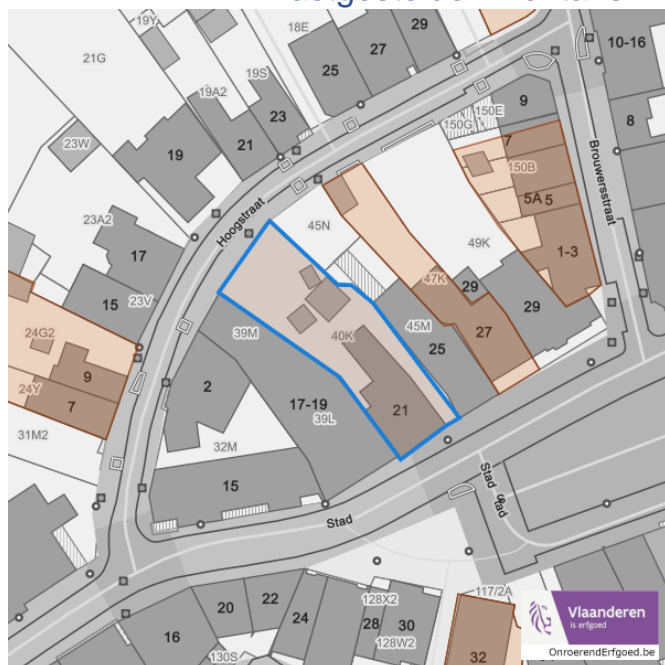 19Y
18E
29
27
25
10-16
21G
19A2
19S
23
21
19
23W
150E
150G
9
7
8
150B
5A 5
Brouwersstraat
1-3
Hoogstraat
23A2
17
45N
49K
15
23V
47K
29
29
24G2
39M
40K
45M
27
25
9
7
24Y
2
17-19
39L
21
31M2
32M
15
Stad
Stad
20
22
24
128X2
28
30
128W2
16
130S
117/2A
32
Vlaanderen
is erfgoed
OnroerendErfgoed.be